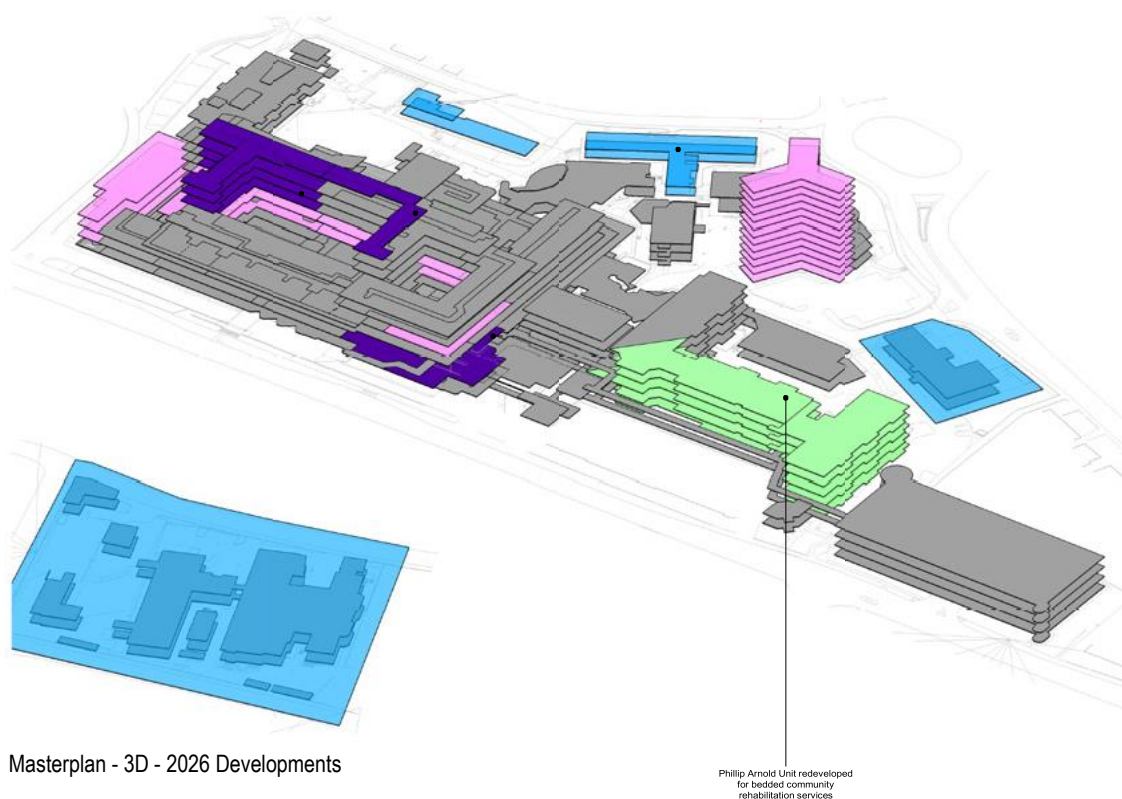 Masterplan - 3D - 2026 Developments
Phillip Arnold Unit redeveloped
for bedded community
rehabilitation services